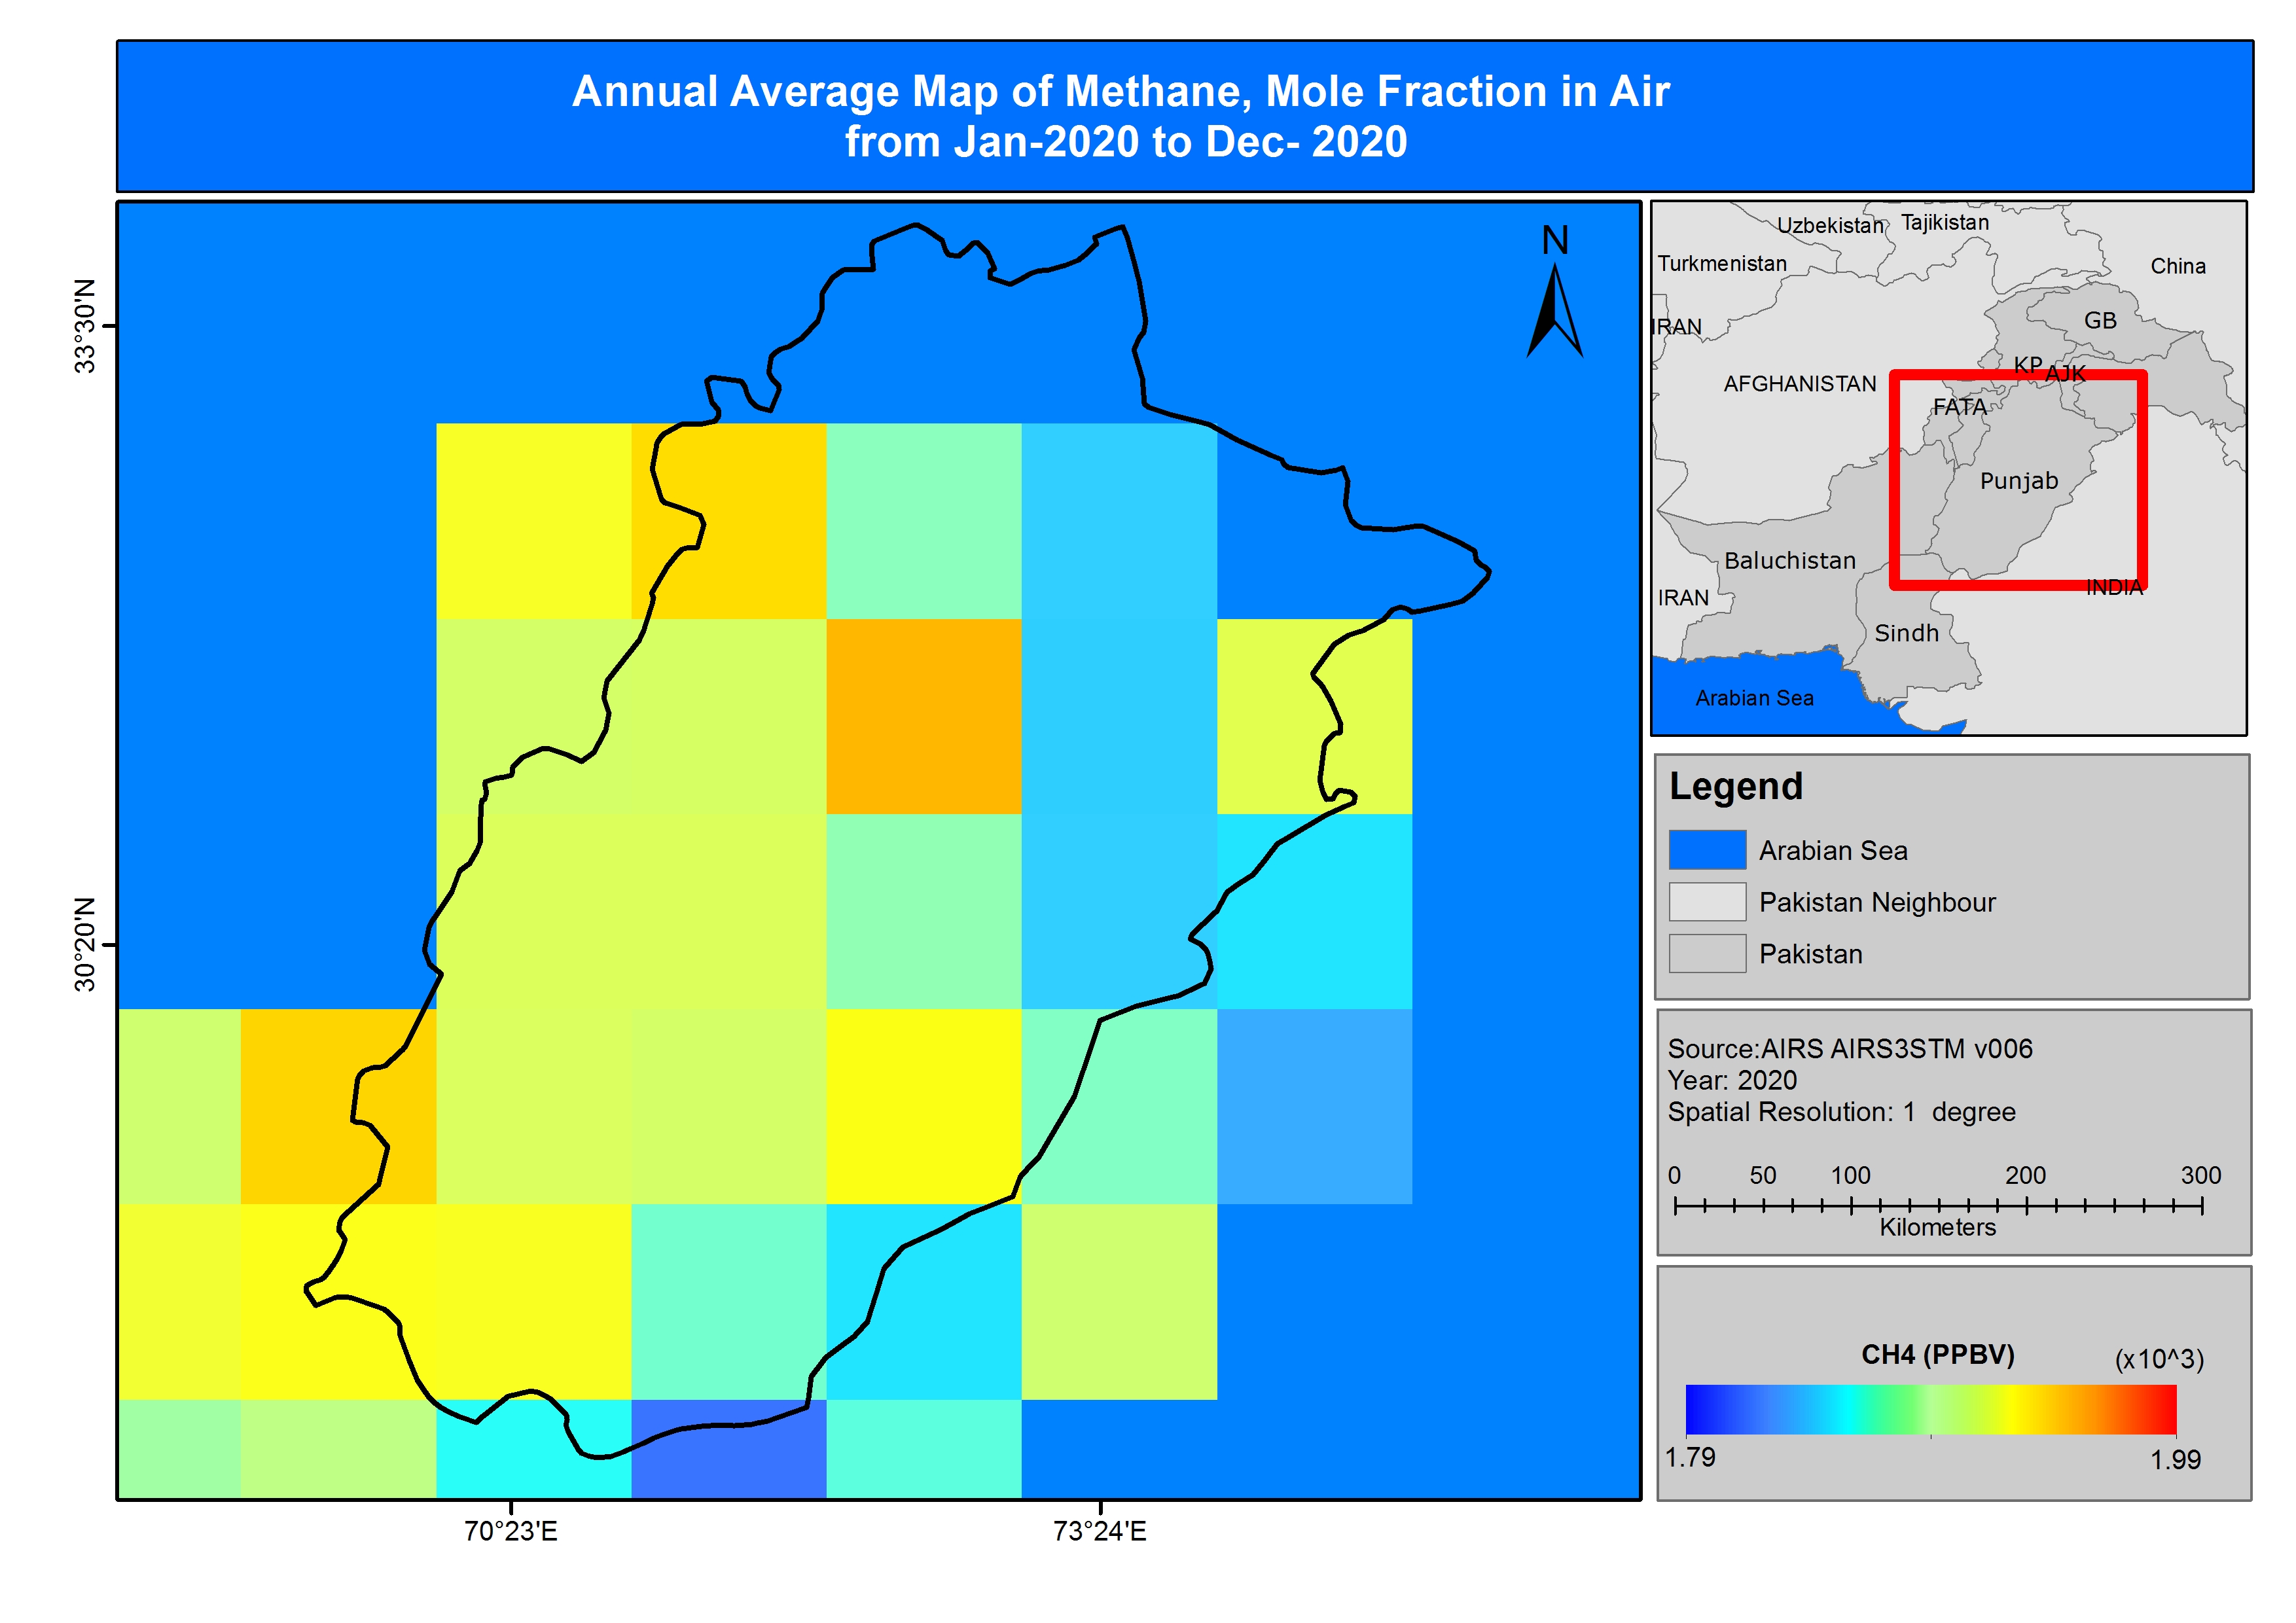 Annual Average Map of Methane, Mole Fraction in Air
from Jan-2020 to Dec- 2020
N
33°30'N
30°20'N
70°23'E
73°24'E
Uzbekistan
Tajikistan
Turkmenistan
China
IRAN
GB
KP
AJK
AFGHANISTAN
FATA
Punjab
Baluchistan
INDIA
IRAN
Sindh
Arabian Sea
Legend
Arabian Sea
Pakistan Neighbour
Pakistan
Source:AIRS AIRS3STM v006
Year: 2020
Spatial Resolution: 1 degree
0 50 100 200 300
Kilometers
CH4 (PPBV) (x10^3)
1.79 1.99